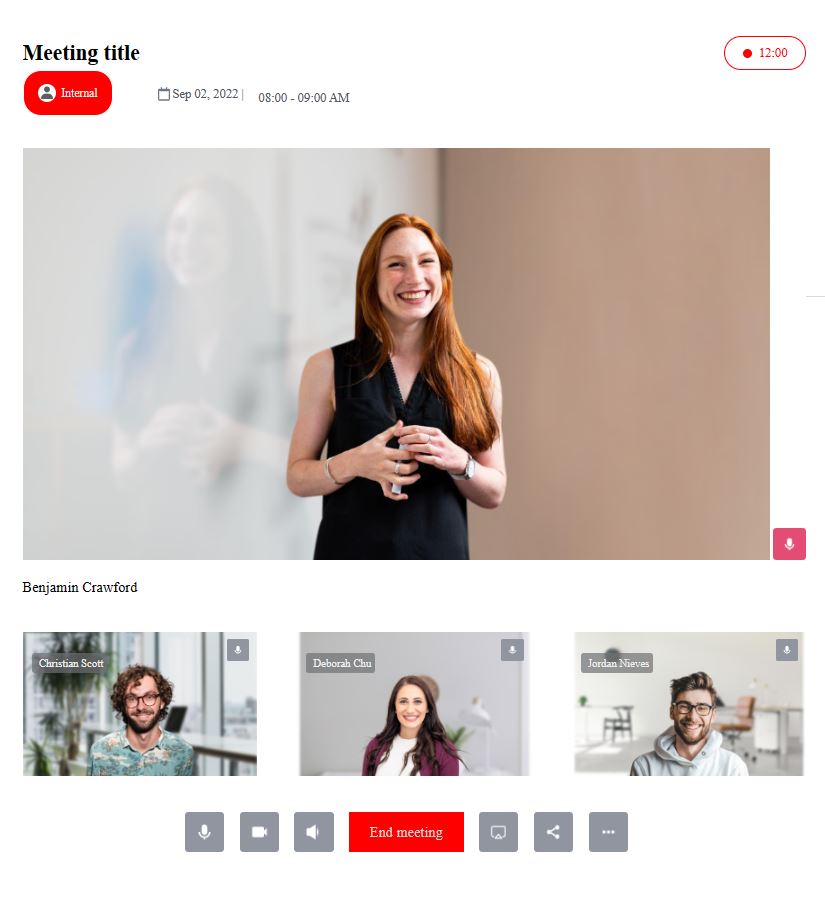 Meeting title
12:00
Internal
Sep 02, 2022 |
08:00 - 09:00 AM
Benjamin Crawford
Christian Scott
Deborah Chu
Jordan Nieves
End meeting